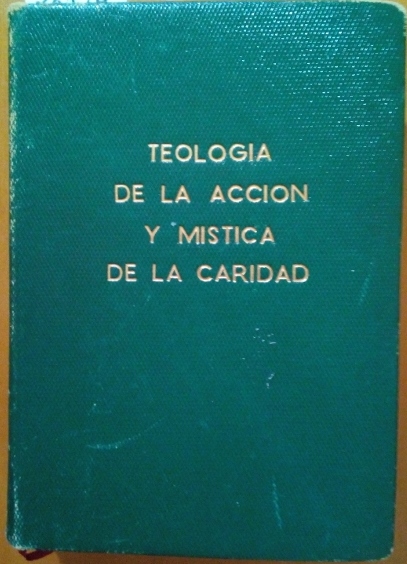 TEOLOGIA
DE LA ACCION
Y MISTICA
DE LA CARIDAD